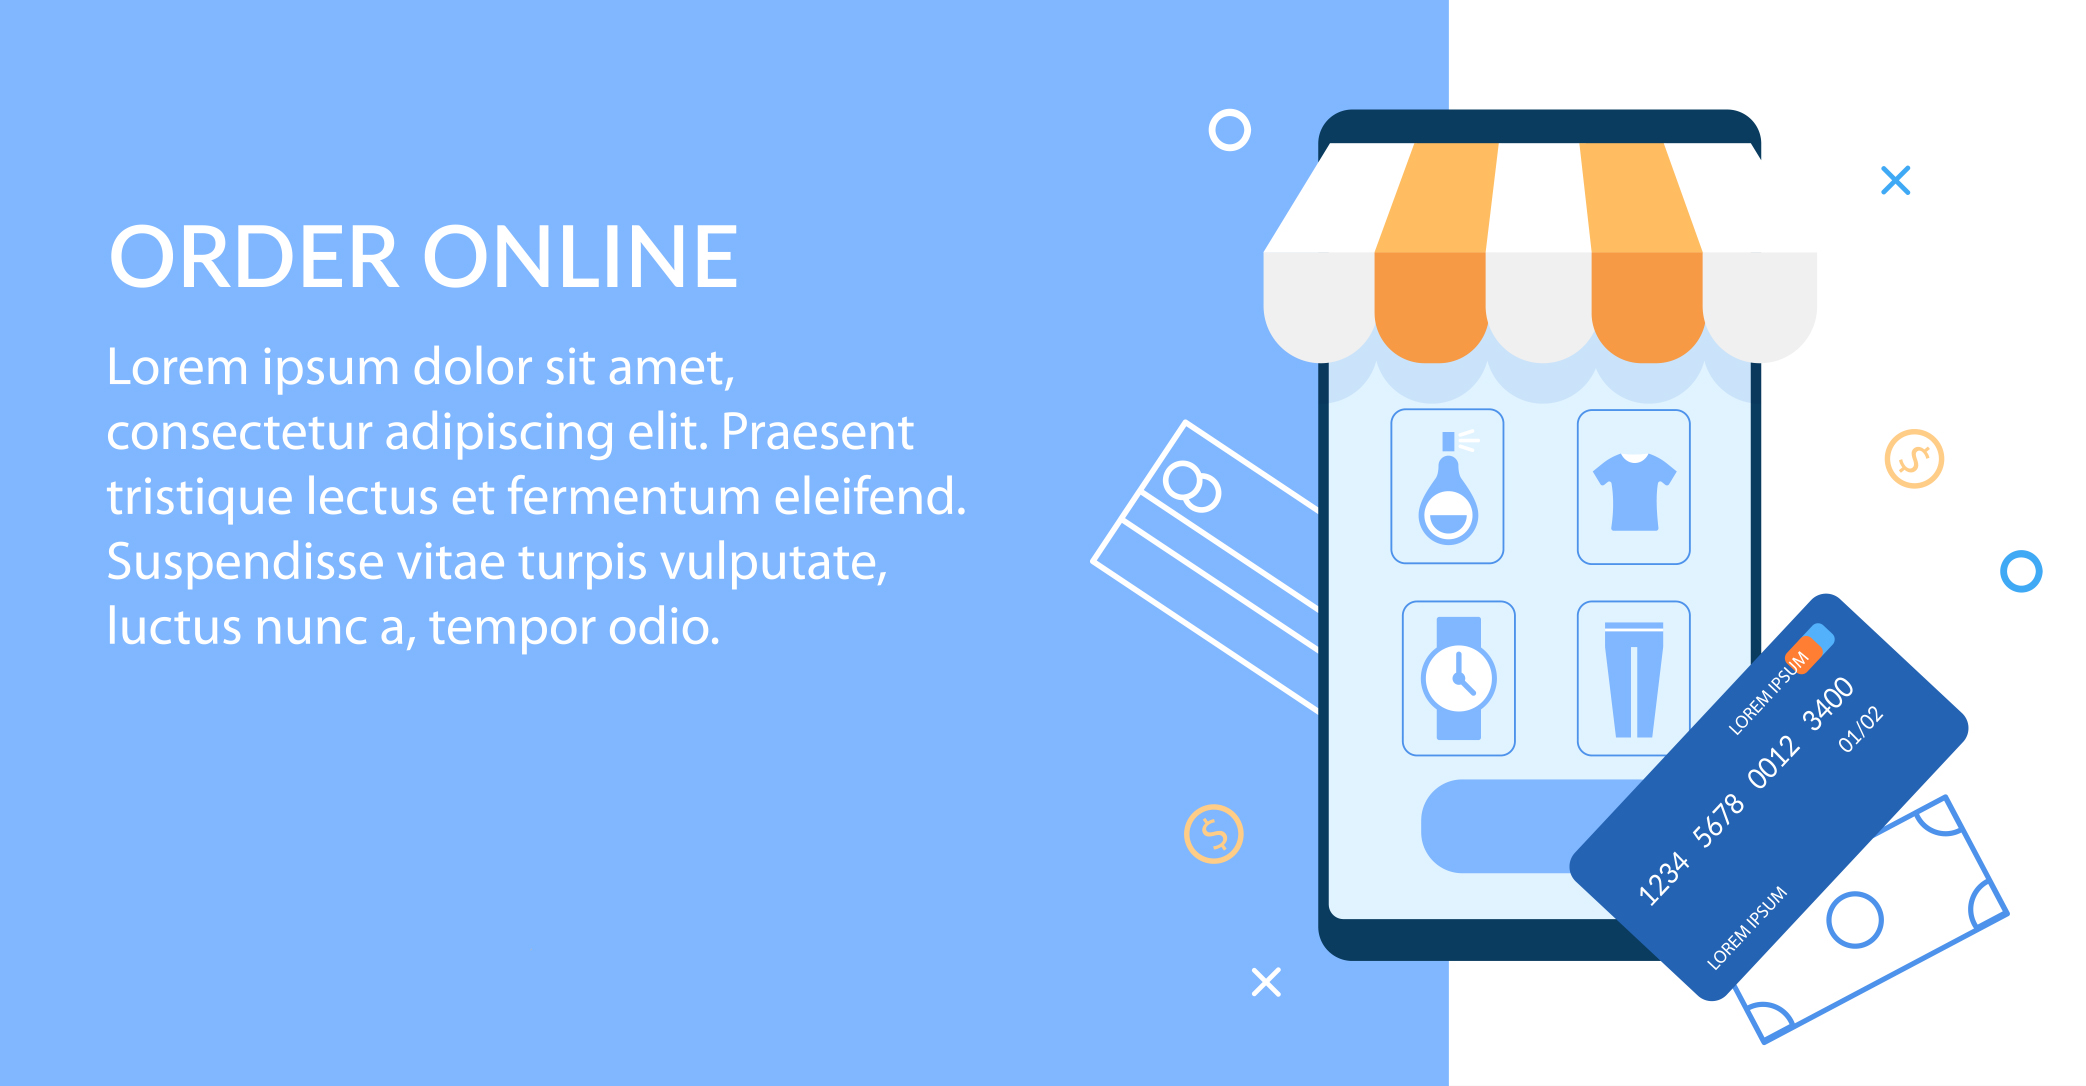 ORDER ONLINE
Lorem ipsum dolor sit amet,
consectetur adipiscing elit. Praesent
tristique lectus et fermentum eleifend.
Suspendisse vitae turpis vulputate,
luctus nunc a, tempor odio.
LOREM IPSUM
1234 5678 0012 3400
01/02
LOREM IPSUM